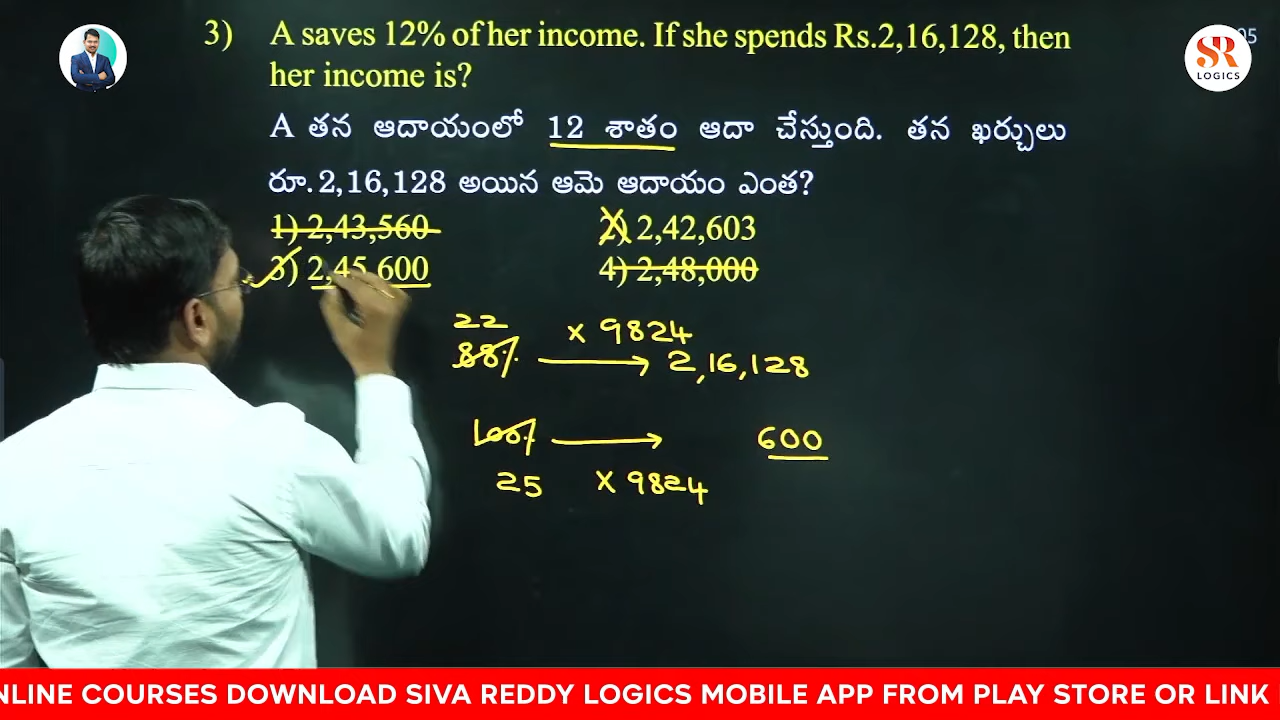 3) A saves 12% of her income. If she spends Rs.2,16,128, then
her income is?
A తన ఆదాయంలో 12 శాతం ఆదా చేస్తుంది. తన ఖర్చులు
రూ.2,16,128 అయిన ఆమె ఆదాయం ఎంత?
1) 2,43,560 2) 2,42,603
3) 2,45,600 4) 2,48,000
22 x 9824
88% → 2,16,128
100% → 600
25 x 9824
SR
LOGICS
05
NLINE COURSES DOWNLOAD SIVA REDDY LOGICS MOBILE APP FROM PLAY STORE OR LINK